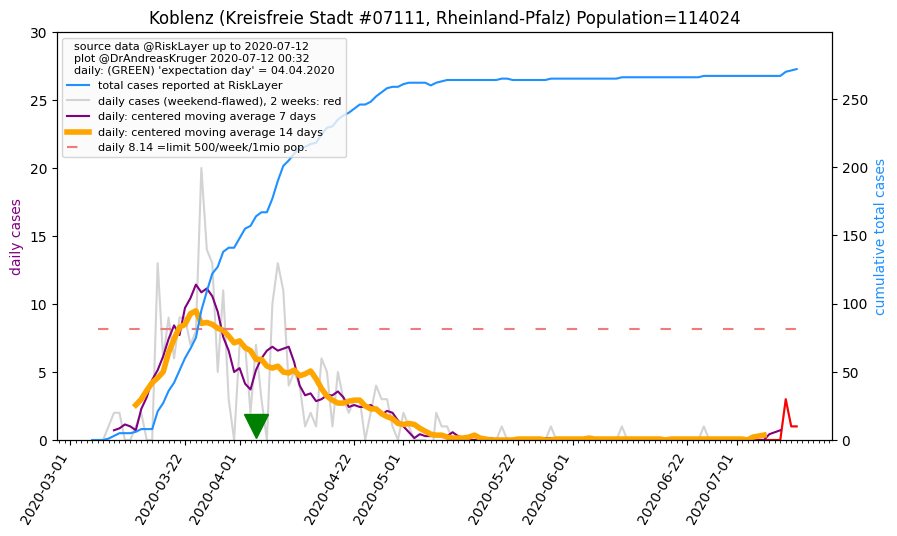 Koblenz (Kreisfreie Stadt #07111, Rheinland-Pfalz) Population=114024
source data @RiskLayer up to 2020-07-12
plot @DrAndreasKruger 2020-07-12 00:32
daily: (GREEN) 'expectation day' = 04.04.2020
total cases reported at RiskLayer
daily cases (weekend-flawed), 2 weeks: red
daily: centered moving average 7 days
daily: centered moving average 14 days
daily 8.14 =limit 500/week/1mio pop.
daily cases
30
25
20
15
10
5
0
cumulative total cases
250
200
150
100
50
0
2020-03-01
2020-03-22
2020-04-01
2020-04-22
2020-05-01
2020-05-22
2020-06-01
2020-06-22
2020-07-01